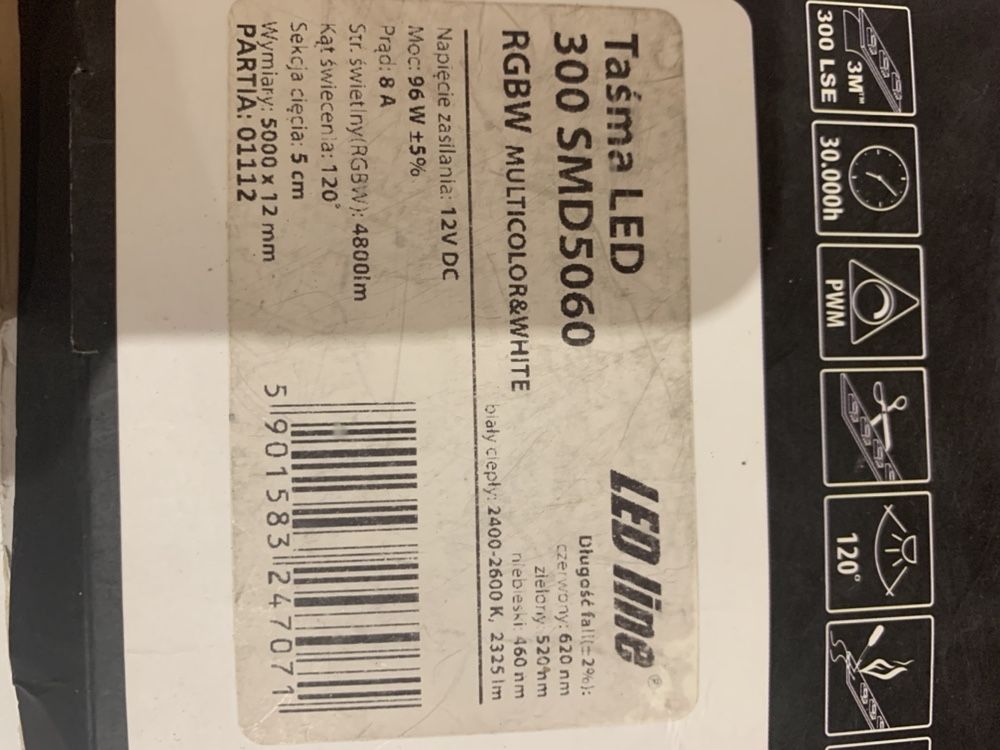 3M™
300 LSE
30.000h
PWM
120°
Taśma LED
300 SMD5060
RGBW MULTICOLOR&WHITE
LED line®
Długość fali(±2%):
czerwony: 620 nm
zielony: 520 nm
niebieski: 460 nm
biały ciepły: 2400-2600 K, 2325 lm
Napięcie zasilania: 12V DC
Moc: 96 W ±5%
Prąd: 8 A
Str. świetlny(RGBW): 4800lm
Kąt świecenia: 120°
Sekcja cięcia: 5 cm
Wymiary: 5000 x 12 mm
PARTIA: 01112
5 901583 247071